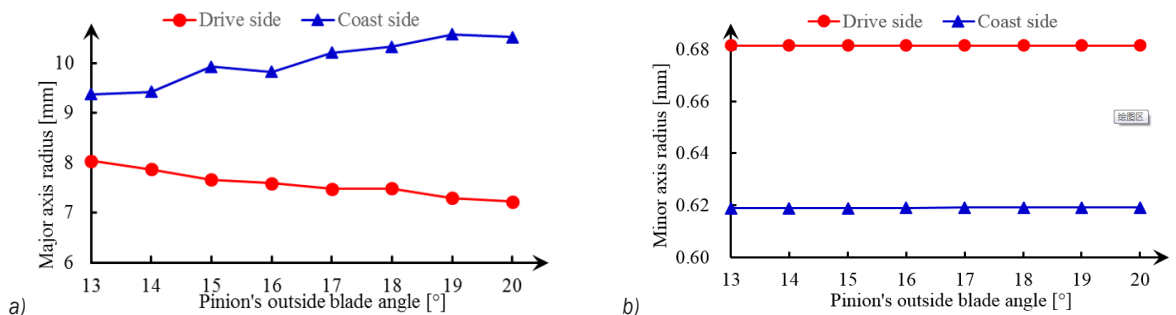 Drive side Coast side
Major axis radius [mm]
10
9
8
7
6
13 14 15 16 17 18 19 20
Pinion's outside blade angle [°]
a)
Drive side Coast side
Minor axis radius [mm]
0.68
0.66
0.64
0.62
0.60
13 14 15 16 17 18 19 20
Pinion's outside blade angle [°]
b)
绘图区